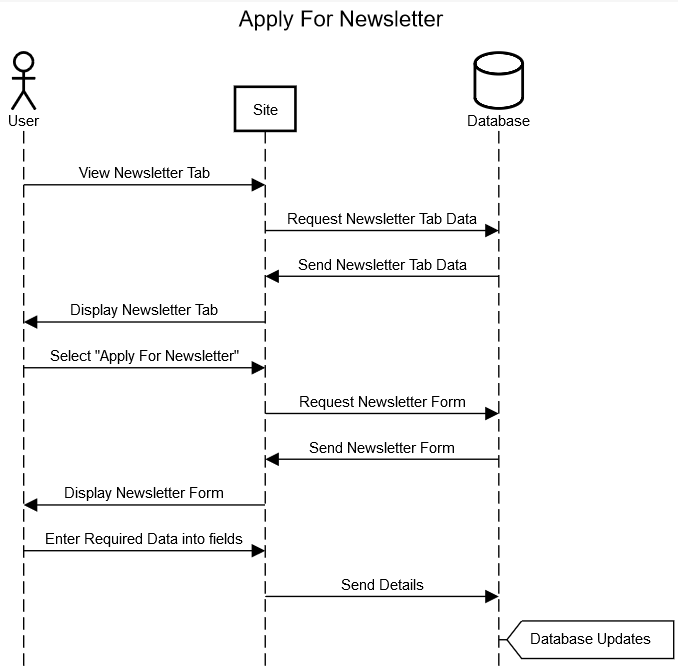 Apply For Newsletter
User
Site
Database
View Newsletter Tab
Request Newsletter Tab Data
Send Newsletter Tab Data
Display Newsletter Tab
Select "Apply For Newsletter"
Request Newsletter Form
Send Newsletter Form
Display Newsletter Form
Enter Required Data into fields
Send Details
Database Updates